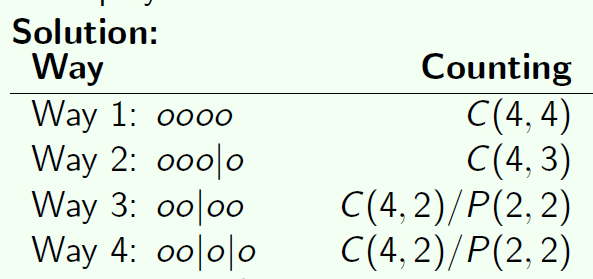 Solution:
Way Counting
Way 1: oooo C(4, 4)
Way 2: ooo|o C(4, 3)
Way 3: oo|oo C(4, 2)/P(2, 2)
Way 4: oo|o|o C(4, 2)/P(2, 2)